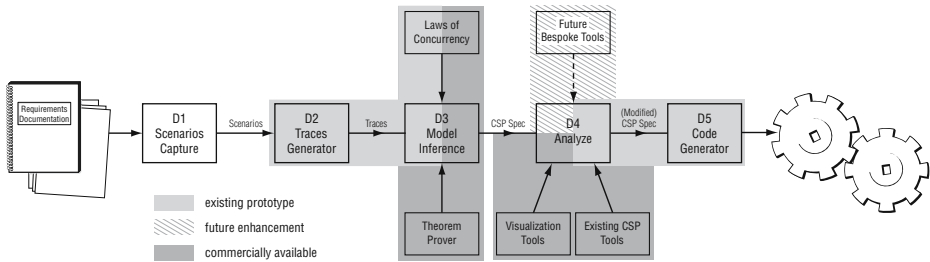 Laws of
Concurrency
Future
Bespoke Tools
Requirements
Documentation
D1
Scenarios
Capture
Scenarios
D2
Traces
Generator
Traces
D3
Model
Inference
CSP Spec
D4
Analyze
(Modified)
CSP Spec
D5
Code
Generator
Theorem
Prover
Visualization
Tools
Existing CSP
Tools
existing prototype
future enhancement
commercially available